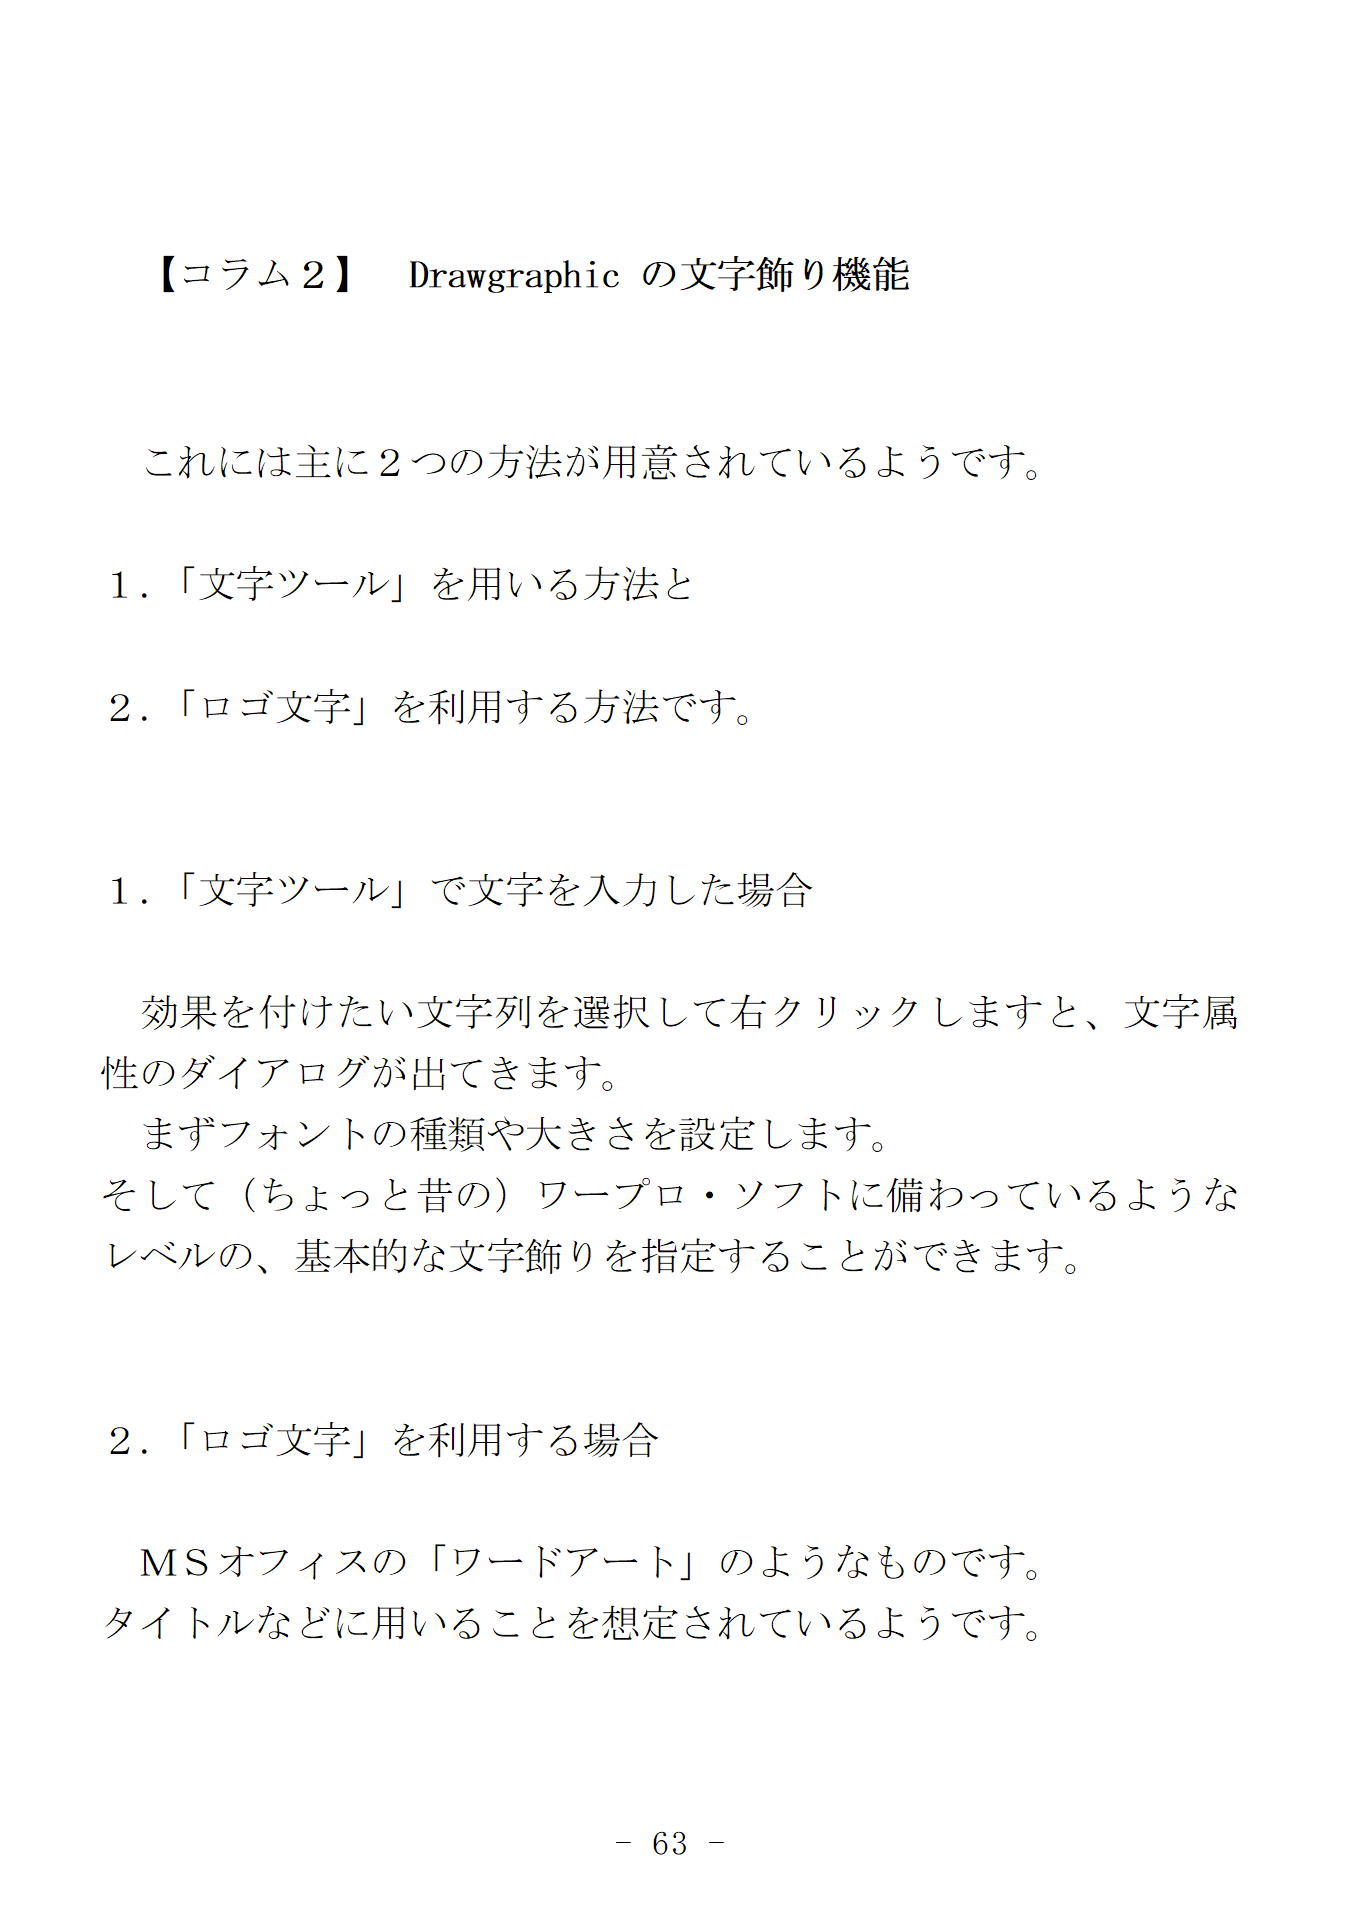 【コラム２】　Drawgraphic の文字飾り機能
これには主に２つの方法が用意されているようです。
１．「文字ツール」を用いる方法と
２．「ロゴ文字」を利用する方法です。
１．「文字ツール」で文字を入力した場合
効果を付けたい文字列を選択して右クリックしますと、文字属
性のダイアログが出てきます。
まずフォントの種類や大きさを設定します。
そして（ちょっと昔の）ワープロ・ソフトに備わっているような
レベルの、基本的な文字飾りを指定することができます。
２．「ロゴ文字」を利用する場合
ＭＳオフィスの「ワードアート」のようなものです。
タイトルなどに用いることを想定されているようです。
- 63 -